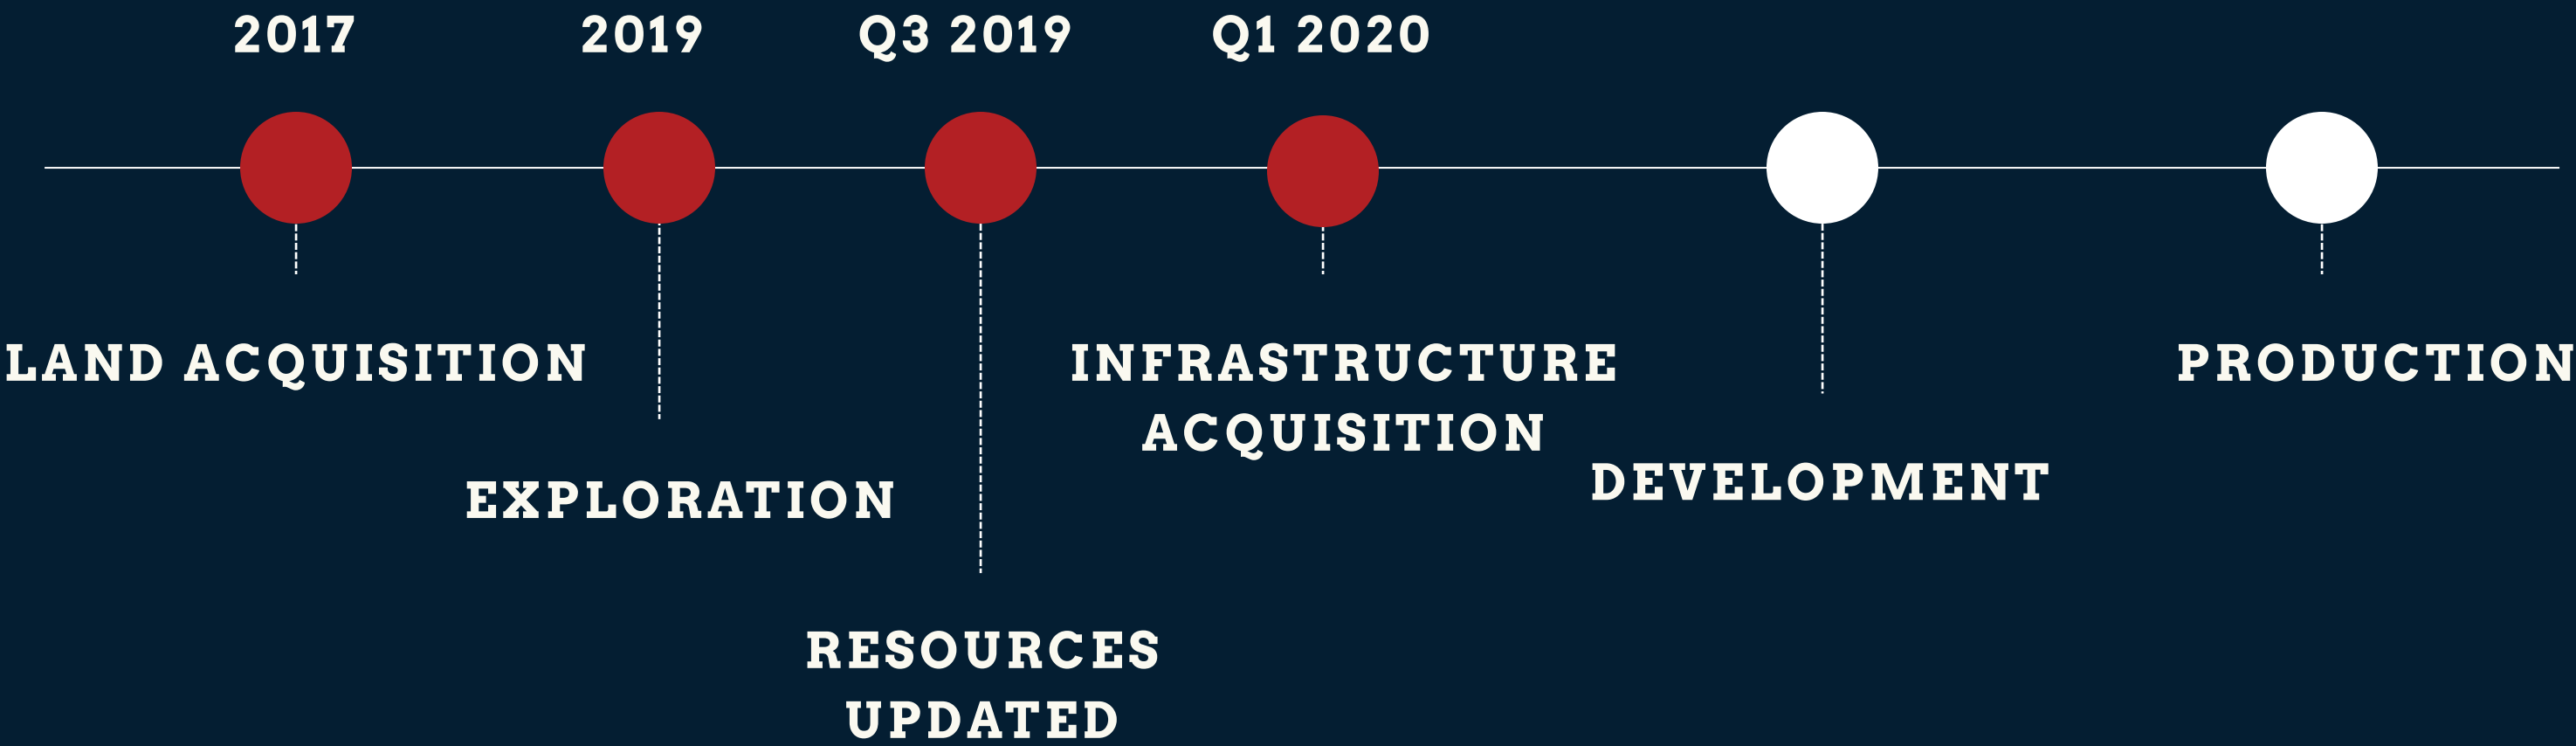 2017
2019
Q3 2019
Q1 2020
LAND ACQUISITION
EXPLORATION
RESOURCES
UPDATED
INFRASTRUCTURE
ACQUISITION
DEVELOPMENT
PRODUCTION